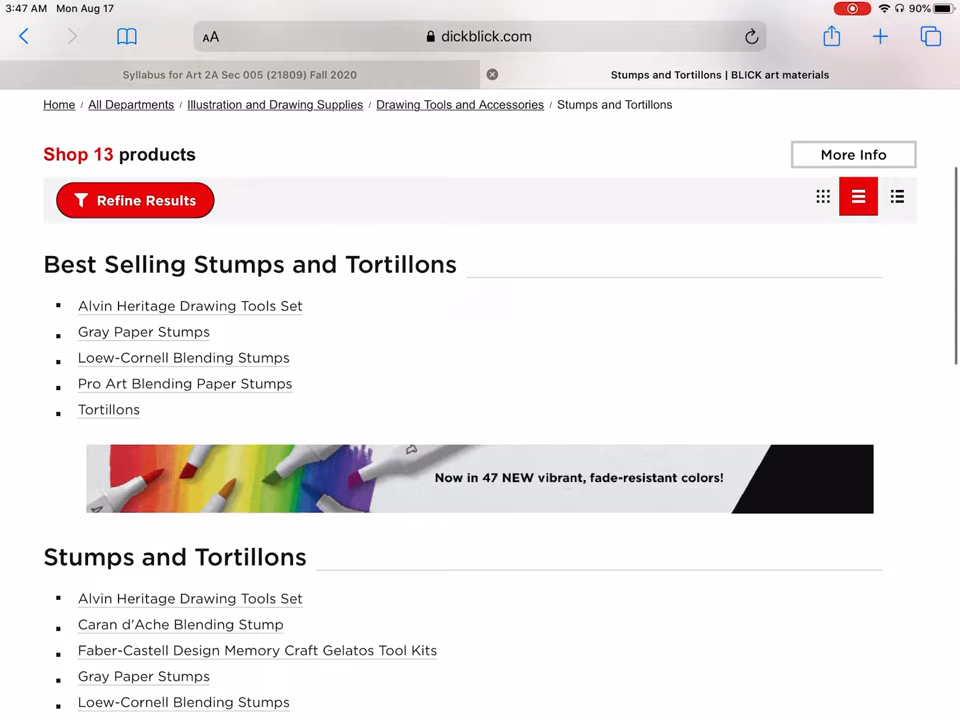 3:47 AM Mon Aug 17
90%
AA dickblick.com
Syllabus for Art 2A Sec 005 (21809) Fall 2020
Stumps and Tortillons | BLICK art materials
Home / All Departments / Illustration and Drawing Supplies / Drawing Tools and Accessories / Stumps and Tortillons
Shop 13 products
More Info
Refine Results
Best Selling Stumps and Tortillons
Alvin Heritage Drawing Tools Set
Gray Paper Stumps
Loew-Cornell Blending Stumps
Pro Art Blending Paper Stumps
Tortillons
Now in 47 NEW vibrant, fade-resistant colors!
Stumps and Tortillons
Alvin Heritage Drawing Tools Set
Caran d'Ache Blending Stump
Faber-Castell Design Memory Craft Gelatos Tool Kits
Gray Paper Stumps
Loew-Cornell Blending Stumps